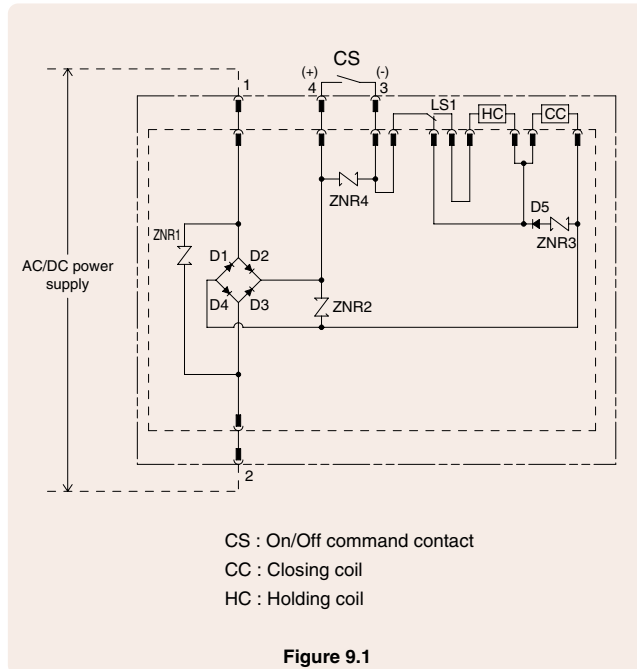 CS
(+)
(-)
1
4
3
LS1
HC
CC
ZNR4
D5
ZNR3
ZNR1
D1
D2
AC/DC power
supply
D4
D3
ZNR2
2
CS : On/Off command contact
CC : Closing coil
HC : Holding coil
Figure 9.1